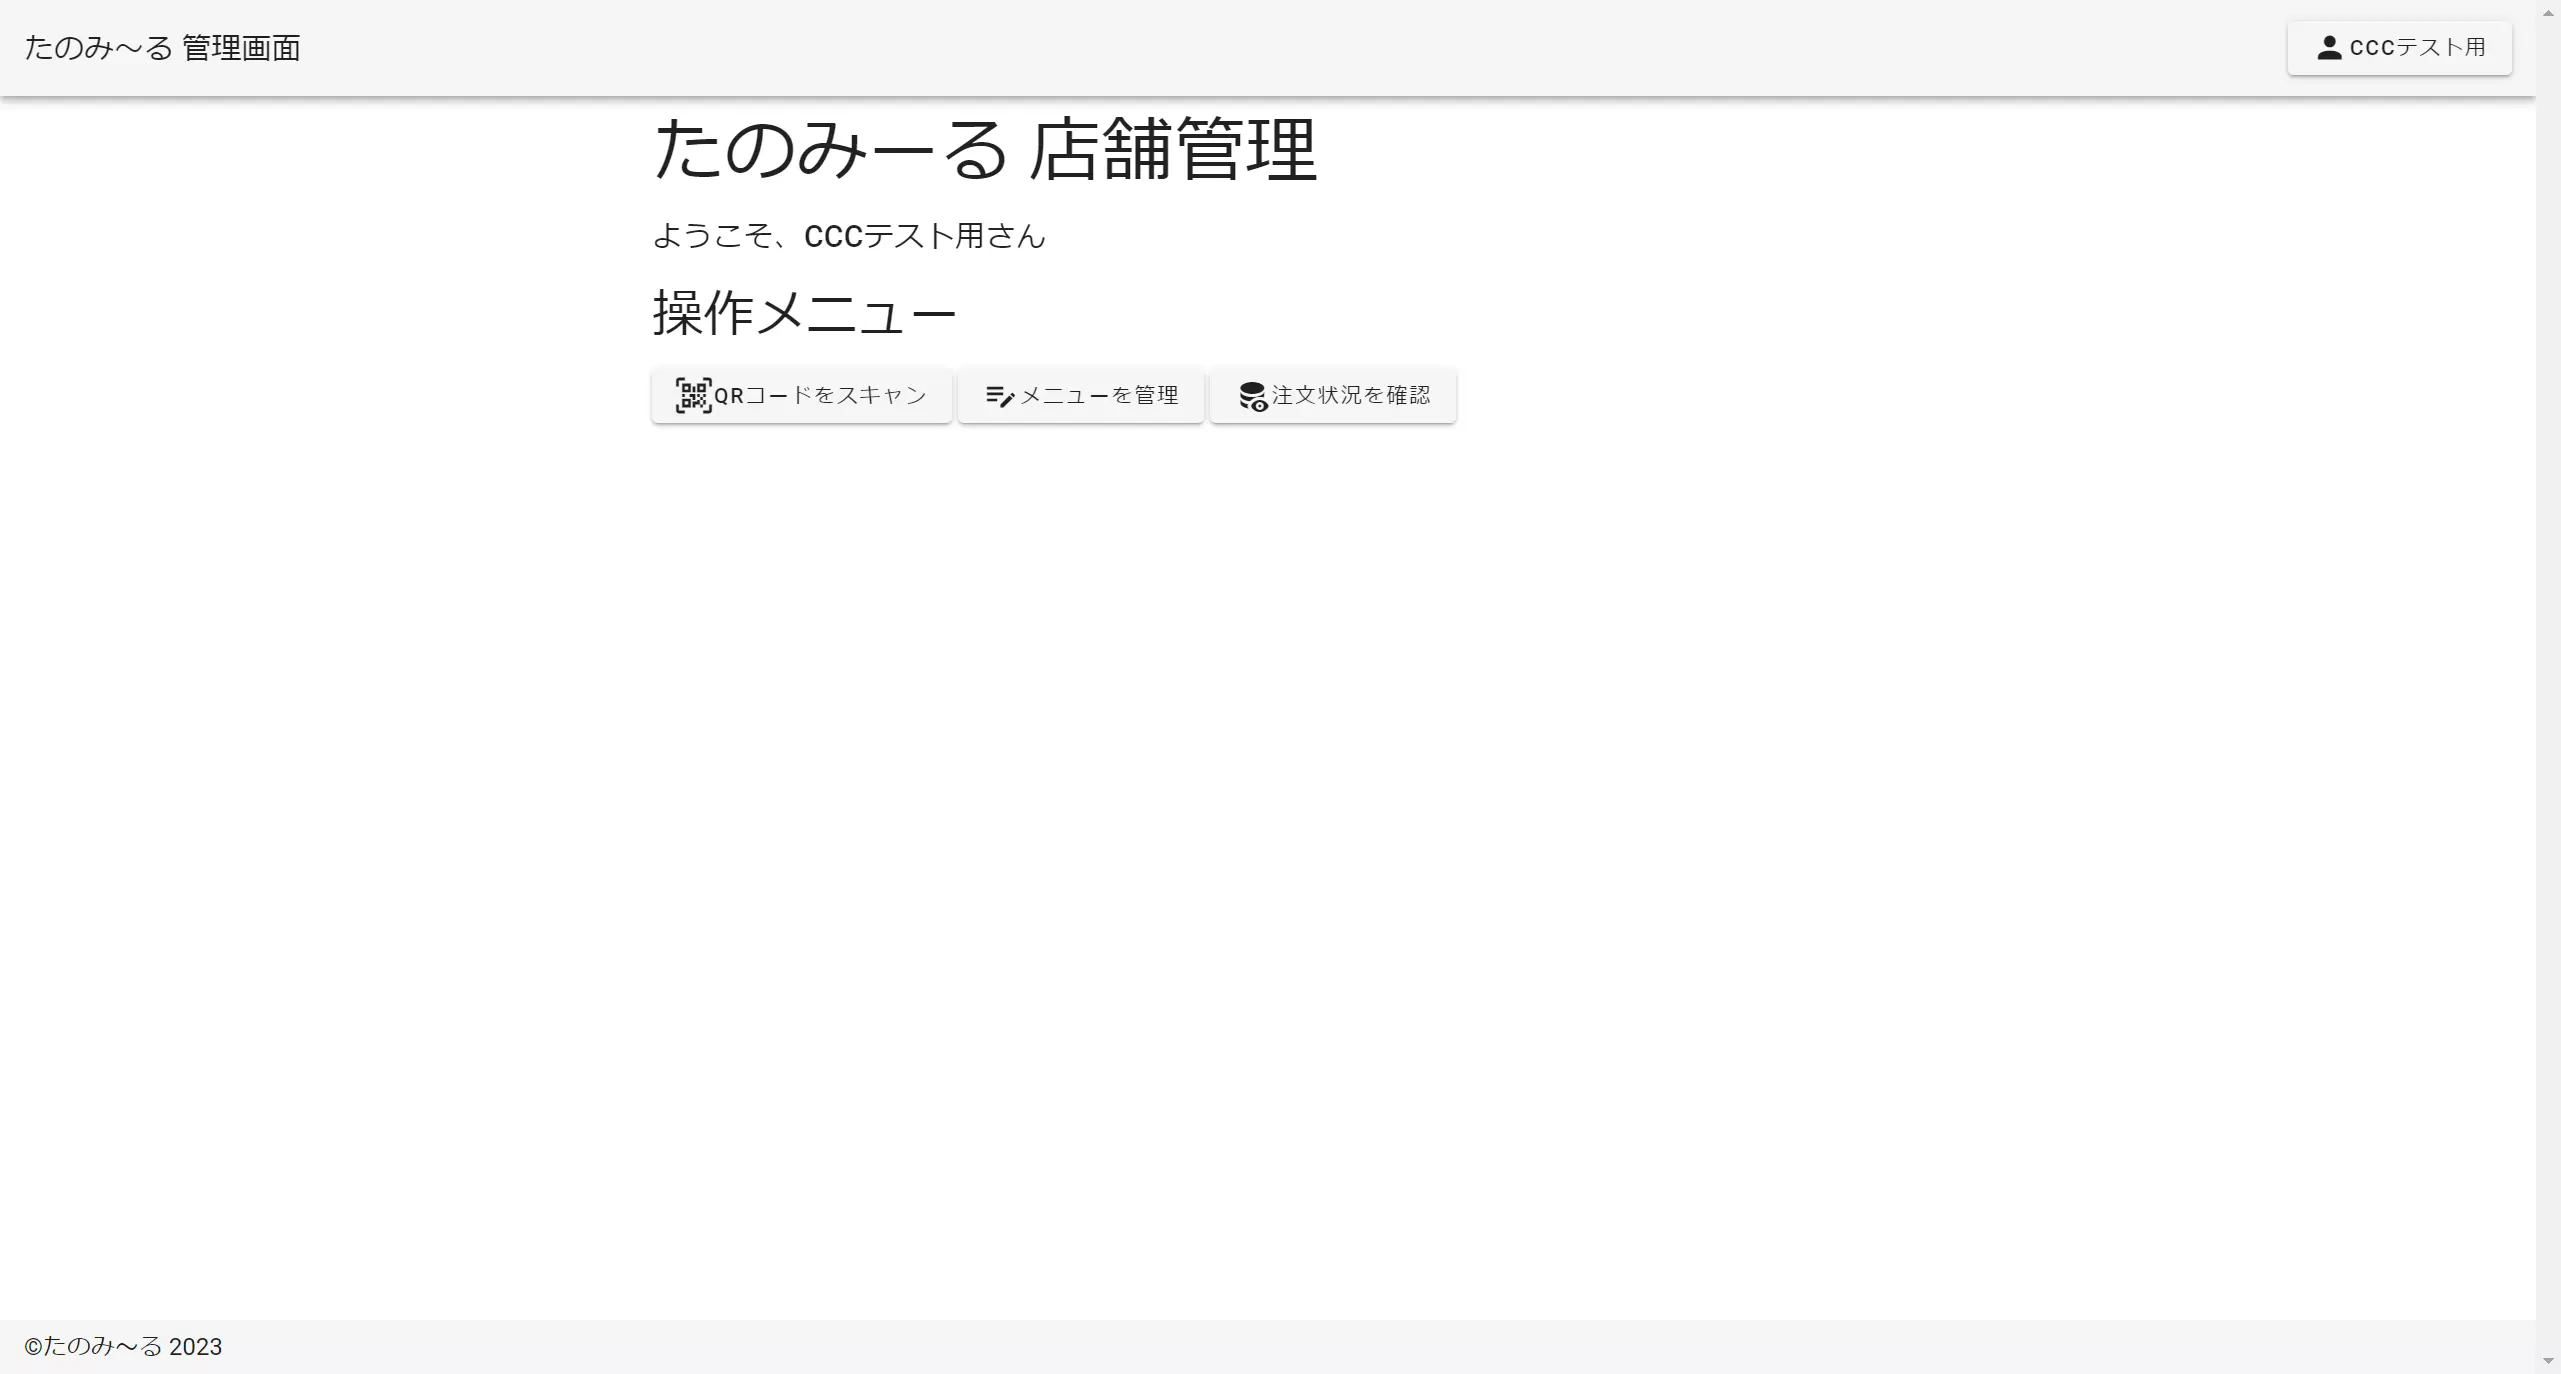 たのみ～る 管理画面
CCCテスト用
たのみーる 店舗管理
ようこそ、CCCテスト用さん
操作メニュー
QRコードをスキャン
メニューを管理
注文状況を確認
©たのみ～る 2023